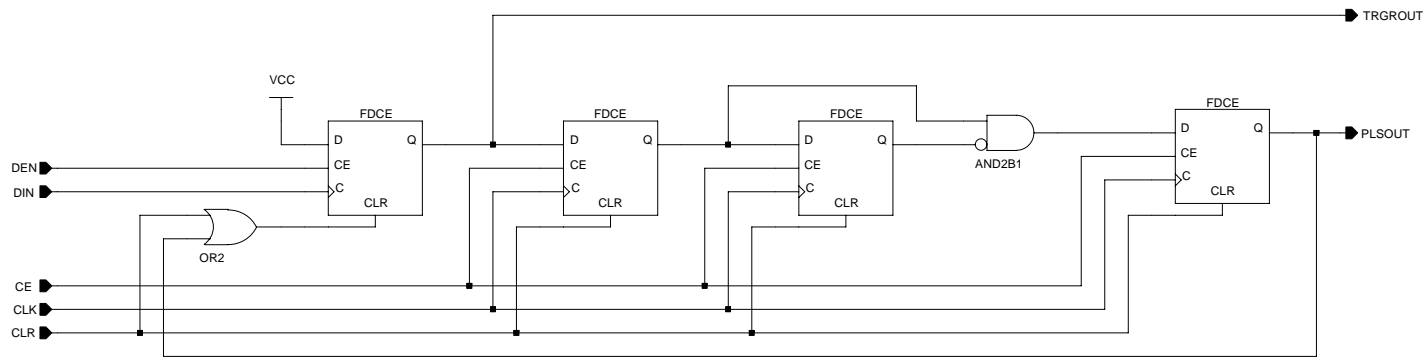 TRGROUT
VCC
FDCE
D
Q
CE
C
CLR
FDCE
D
Q
CE
C
CLR
FDCE
D
Q
CE
C
CLR
AND2B1
FDCE
D
Q
CE
C
CLR
PLSOUT
DEN
DIN
OR2
CE
CLK
CLR